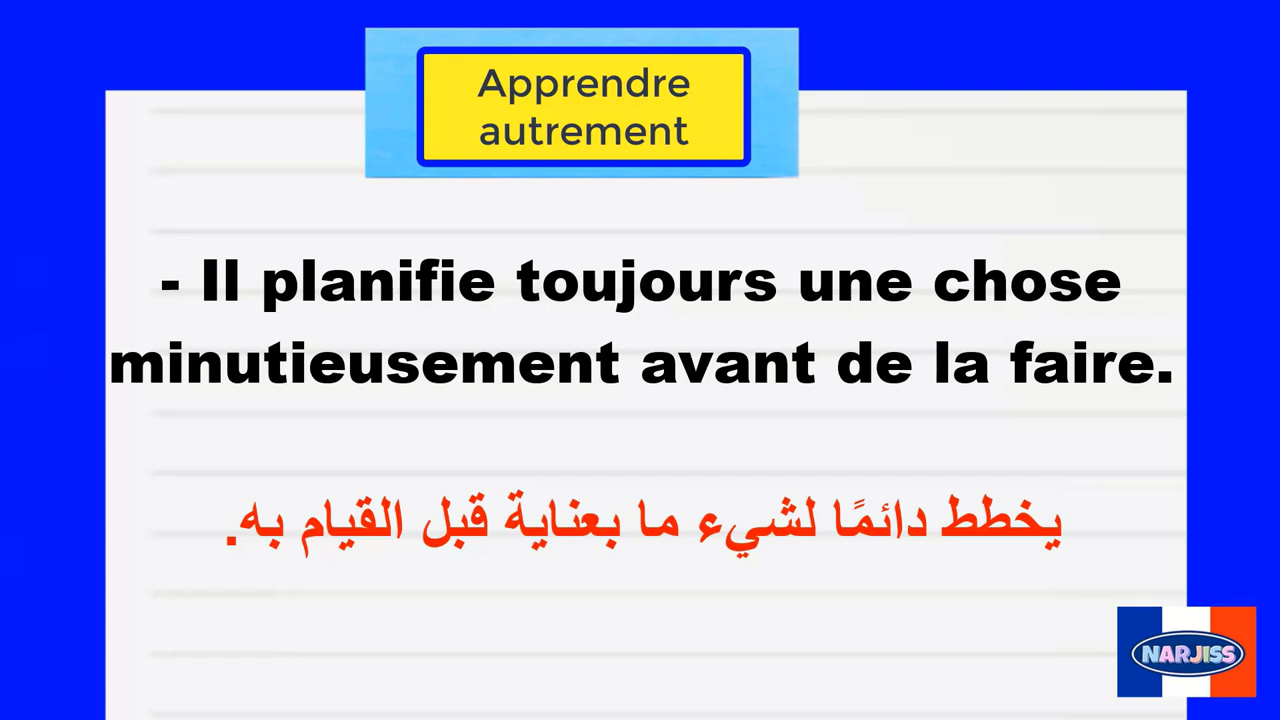 Apprendre
autrement
- Il planifie toujours une chose
minutieusement avant de la faire.
يخطط دائمًا لشيء ما بعناية قبل القيام به.
NARJISS